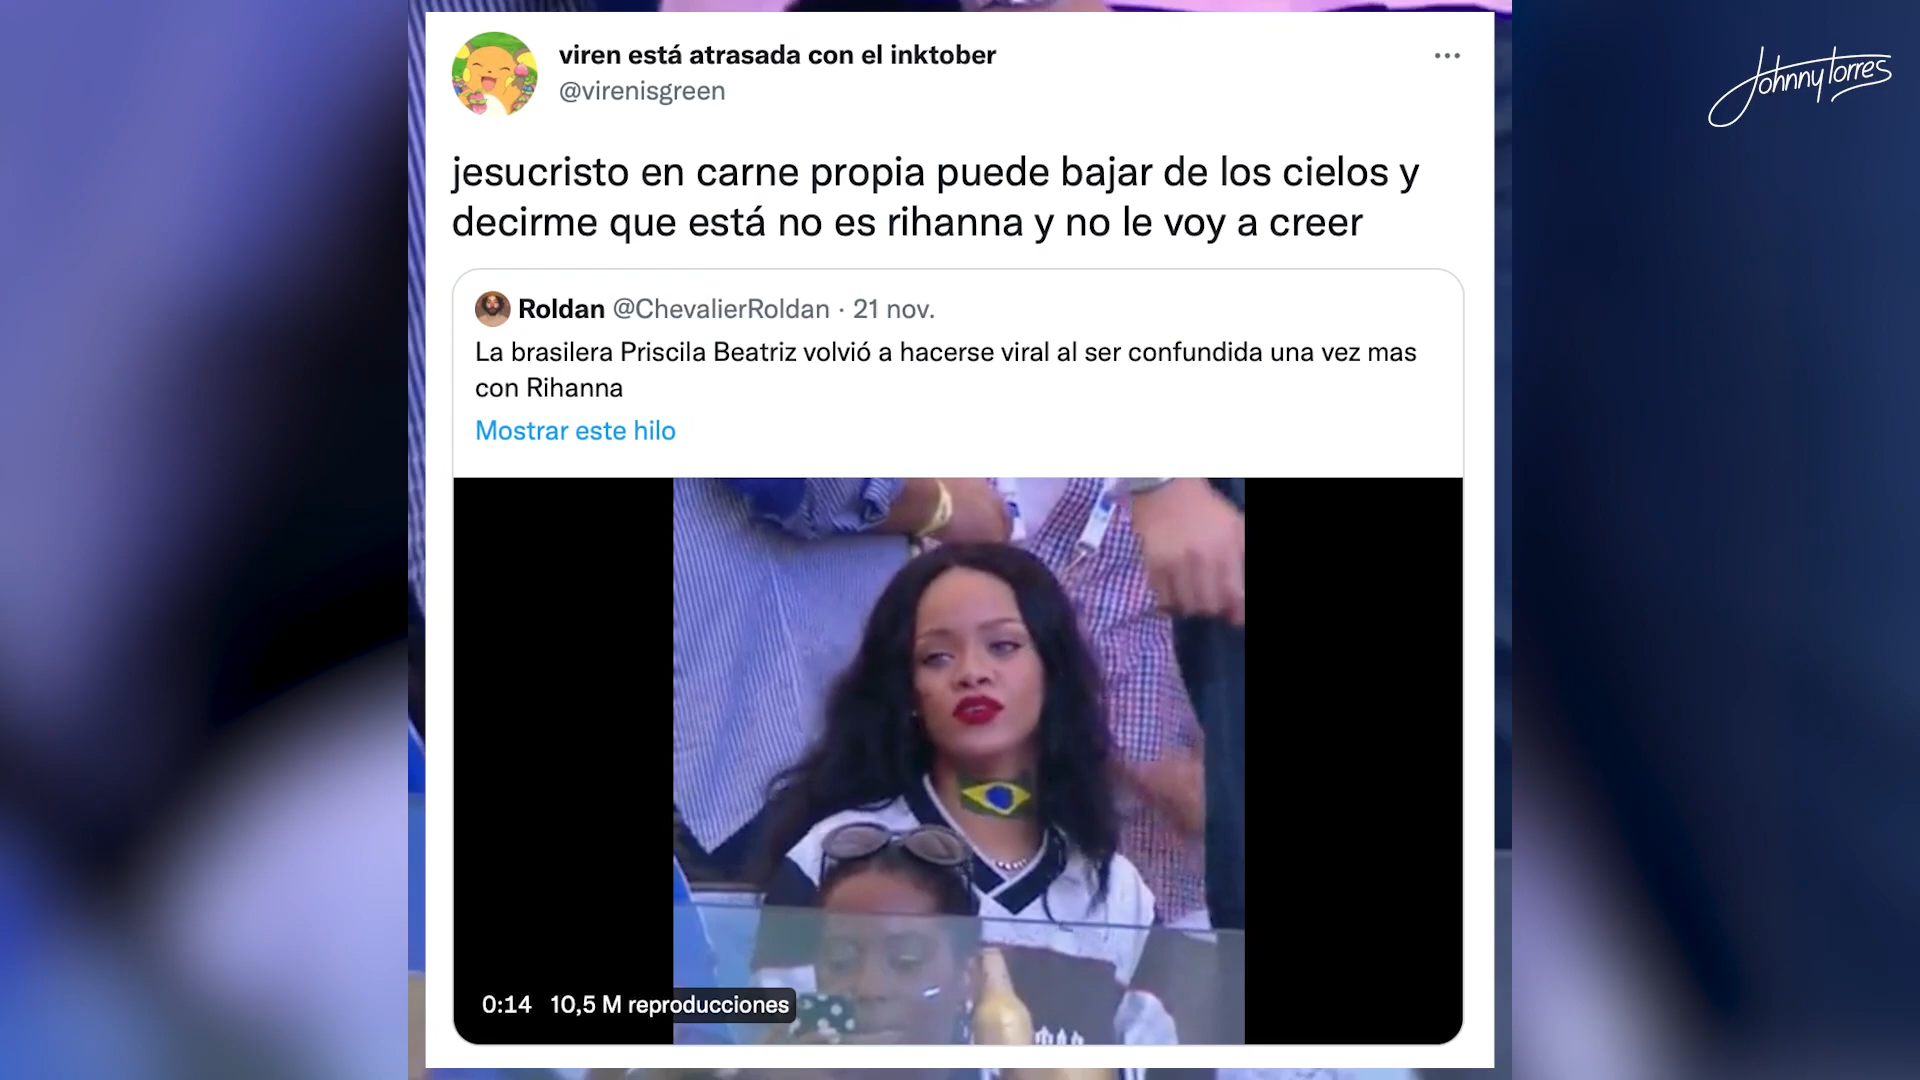 viren está atrasada con el inktober
@virenisgreen
JohnnyTorres
jesucristo en carne propia puede bajar de los cielos y
decirme que está no es rihanna y no le voy a creer
Roldan @ChevalierRoldan · 21 nov.
La brasilera Priscila Beatriz volvió a hacerse viral al ser confundida una vez mas
con Rihanna
Mostrar este hilo
0:14 10,5 M reproducciones